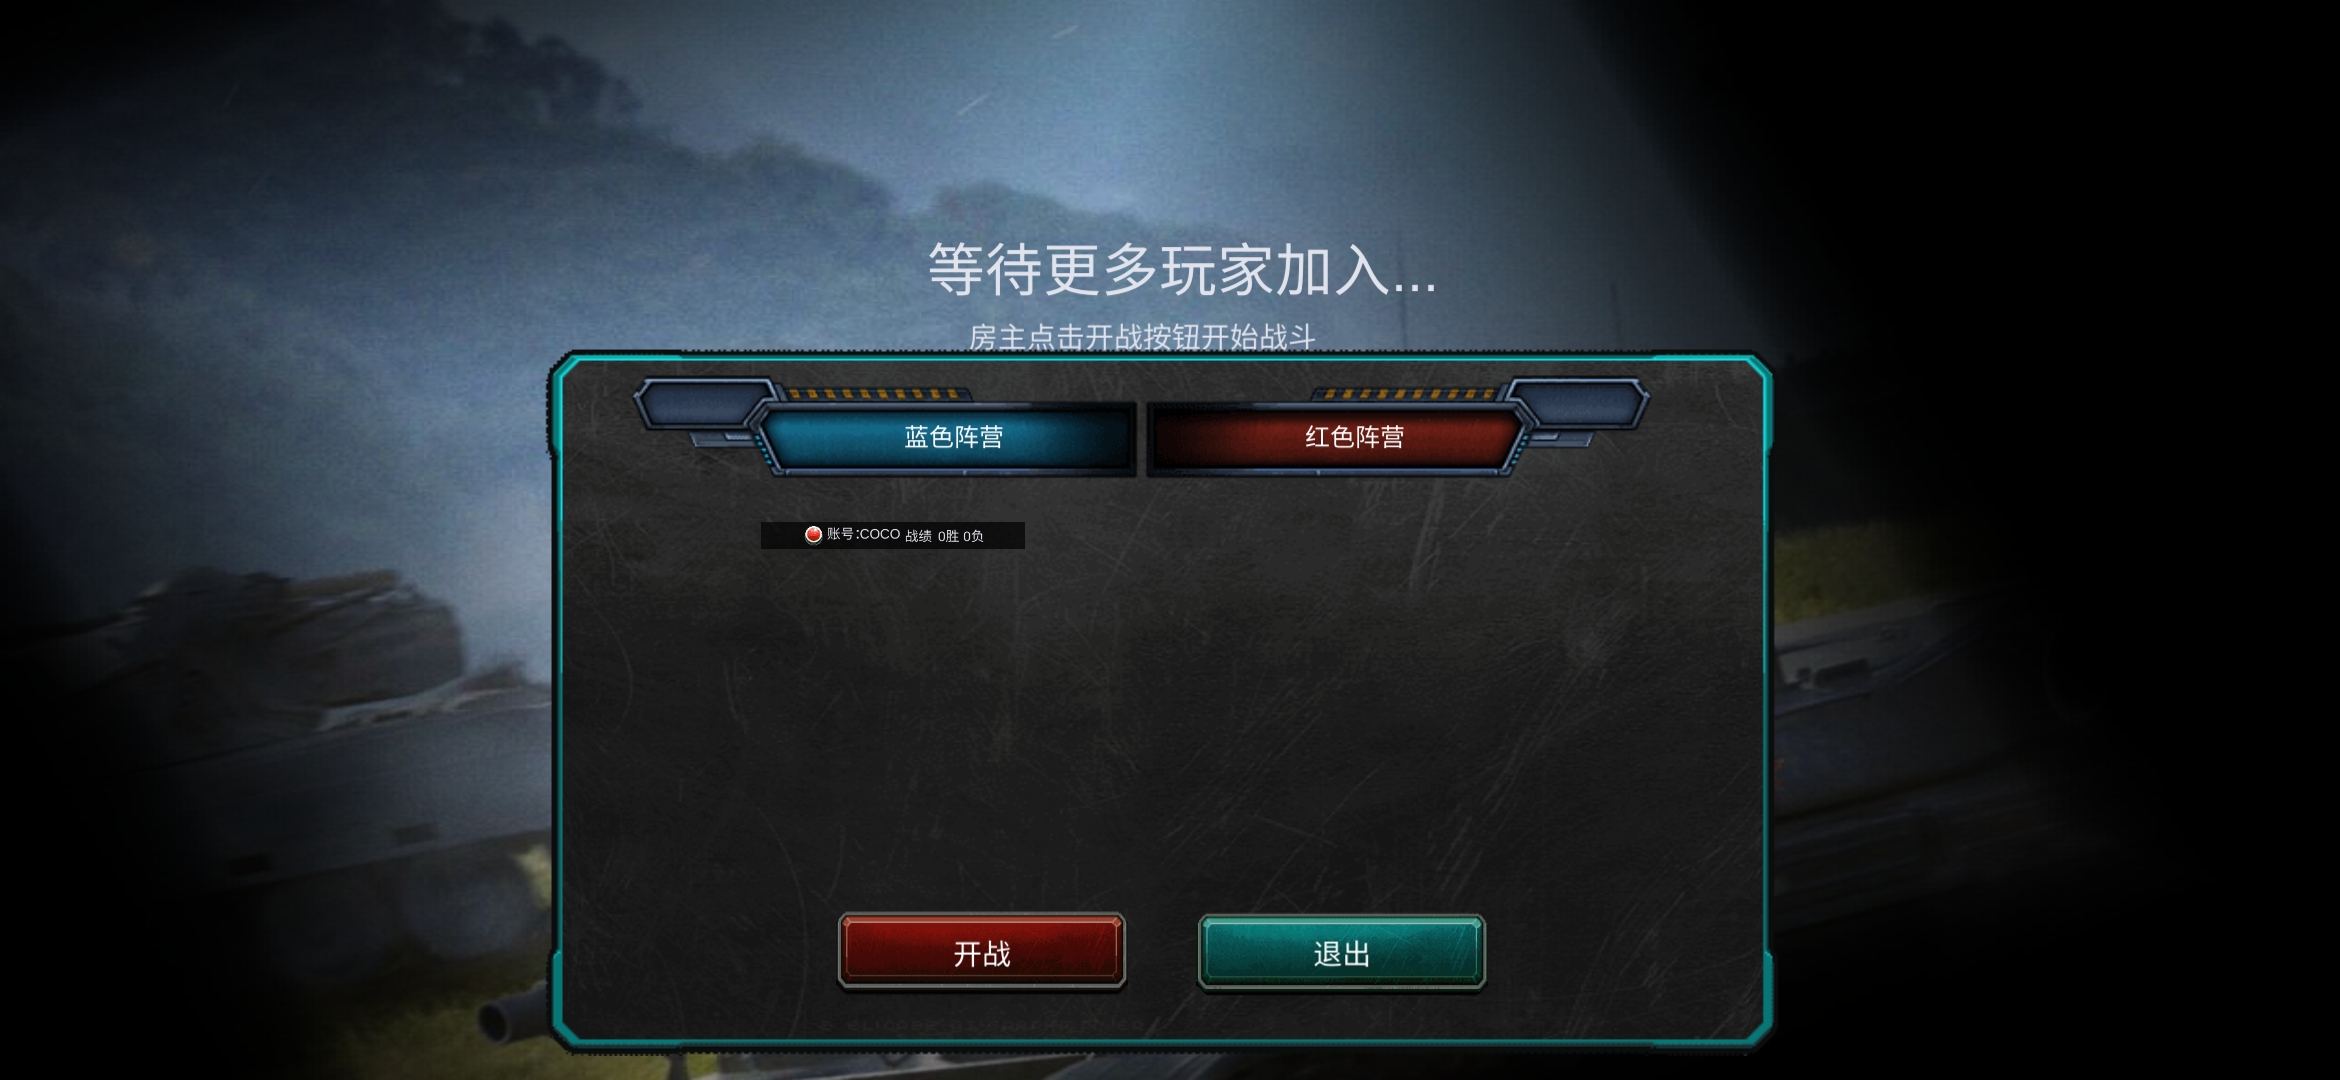 等待更多玩家加入...
房主点击开战按钮开始战斗
蓝色阵营 红色阵营
账号:COCO 战绩 0胜 0负
开战 退出